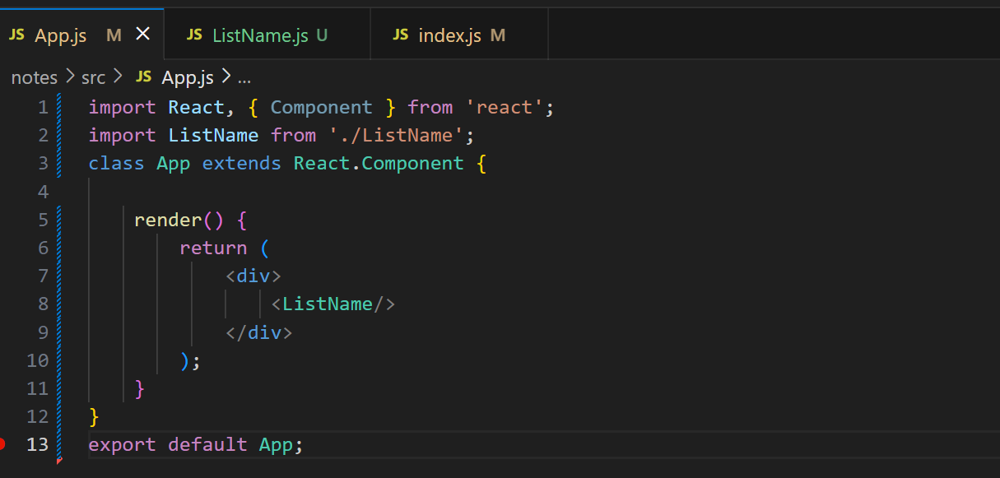 JS App.js M × JS ListName.js U JS index.js M
notes > src > JS App.js > ...
1 import React, { Component } from 'react';
2 import ListName from './ListName';
3 class App extends React.Component {
4
5 render() {
6 return (
7 <div>
8 <ListName/>
9 </div>
10 );
11 }
12 }
13 export default App;